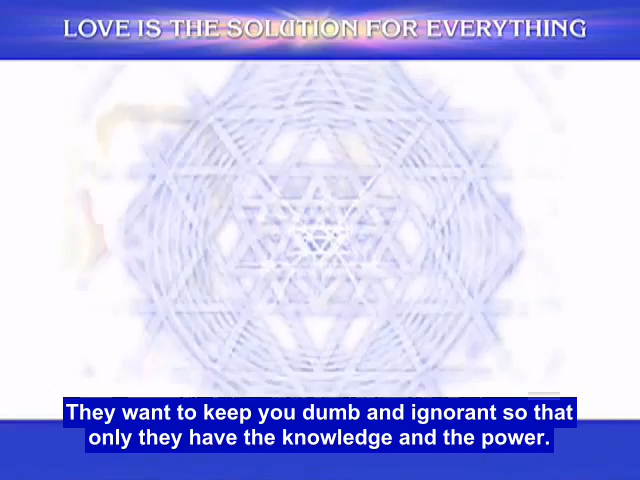 LOVE IS THE SOLUTION FOR EVERYTHING
They want to keep you dumb and ignorant so that
only they have the knowledge and the power.